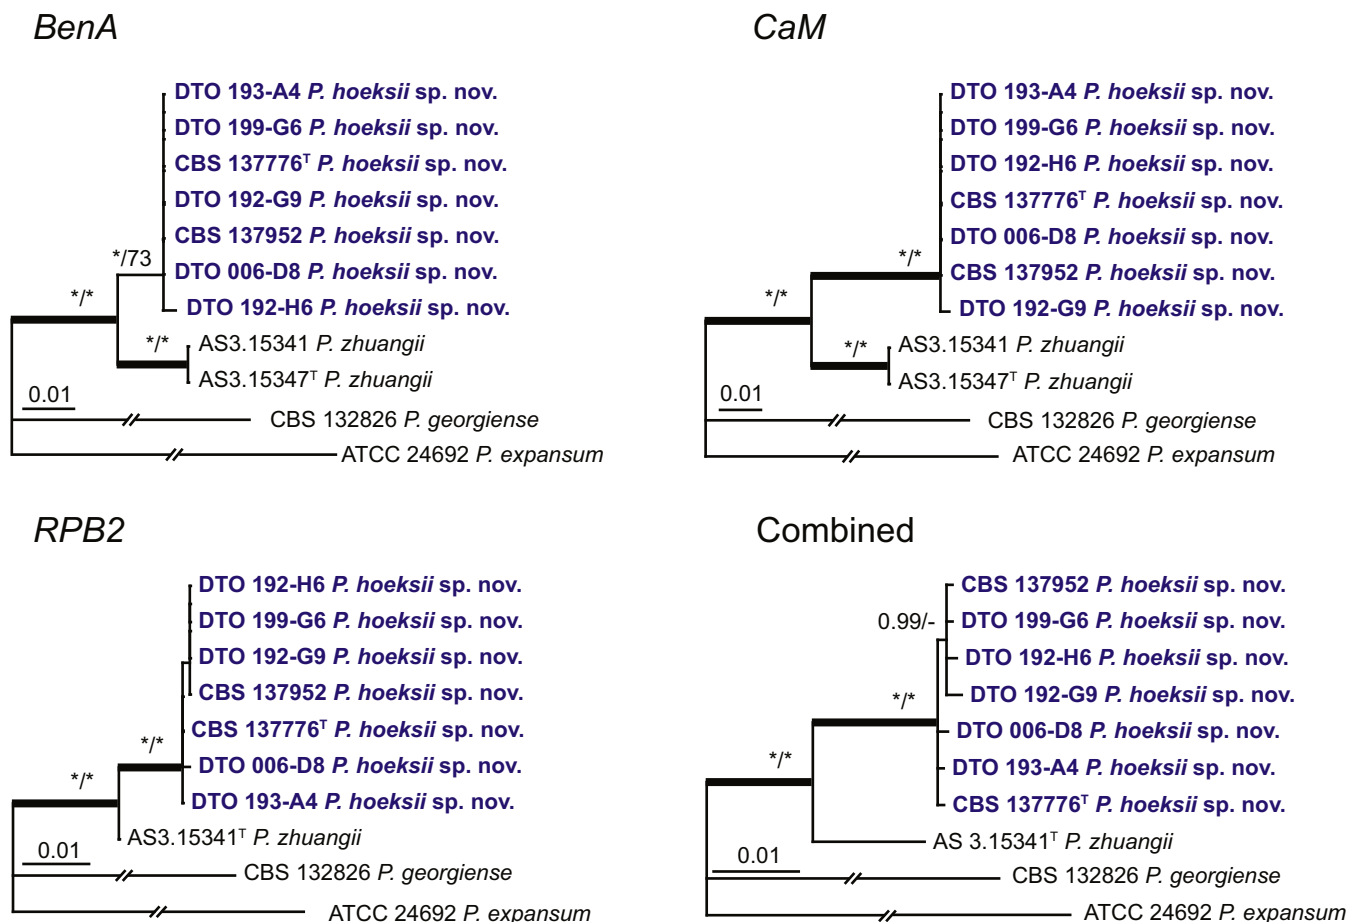 BenA
DTO 193-A4 P. hoeksii sp. nov.
DTO 199-G6 P. hoeksii sp. nov.
CBS 137776ᵀ P. hoeksii sp. nov.
DTO 192-G9 P. hoeksii sp. nov.
CBS 137952 P. hoeksii sp. nov.
*/73
DTO 006-D8 P. hoeksii sp. nov.
*/*
DTO 192-H6 P. hoeksii sp. nov.
*/*
AS3.15341 P. zhuangii
AS3.15347ᵀ P. zhuangii
0.01
CBS 132826 P. georgiense
ATCC 24692 P. expansum
CaM
DTO 193-A4 P. hoeksii sp. nov.
DTO 199-G6 P. hoeksii sp. nov.
DTO 192-H6 P. hoeksii sp. nov.
CBS 137776ᵀ P. hoeksii sp. nov.
DTO 006-D8 P. hoeksii sp. nov.
*/*
CBS 137952 P. hoeksii sp. nov.
*/*
DTO 192-G9 P. hoeksii sp. nov.
*/*
AS3.15341 P. zhuangii
AS3.15347ᵀ P. zhuangii
0.01
CBS 132826 P. georgiense
ATCC 24692 P. expansum
RPB2
DTO 192-H6 P. hoeksii sp. nov.
DTO 199-G6 P. hoeksii sp. nov.
DTO 192-G9 P. hoeksii sp. nov.
CBS 137952 P. hoeksii sp. nov.
CBS 137776ᵀ P. hoeksii sp. nov.
*/*
DTO 006-D8 P. hoeksii sp. nov.
*/*
DTO 193-A4 P. hoeksii sp. nov.
AS3.15341ᵀ P. zhuangii
0.01
CBS 132826 P. georgiense
ATCC 24692 P. expansum
Combined
CBS 137952 P. hoeksii sp. nov.
0.99/-
DTO 199-G6 P. hoeksii sp. nov.
DTO 192-H6 P. hoeksii sp. nov.
*/*
DTO 192-G9 P. hoeksii sp. nov.
DTO 006-D8 P. hoeksii sp. nov.
*/*
DTO 193-A4 P. hoeksii sp. nov.
CBS 137776ᵀ P. hoeksii sp. nov.
AS 3.15341ᵀ P. zhuangii
0.01
CBS 132826 P. georgiense
ATCC 24692 P. expansum